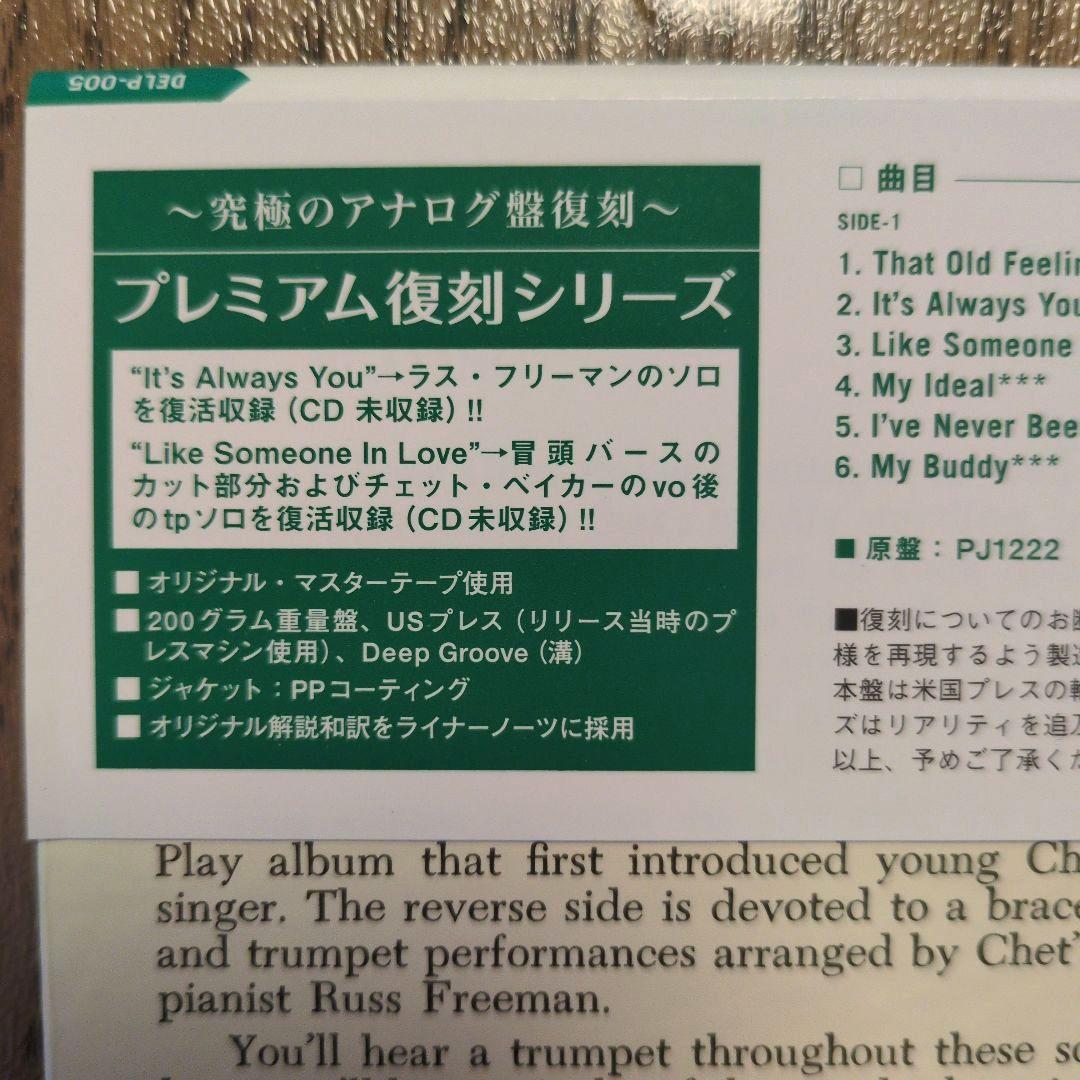 DELP-005
～究極のアナログ盤復刻～
プレミアム復刻シリーズ
“It's Always You”→ラス・フリーマンのソロ
を復活収録（CD 未収録）!!
“Like Someone In Love”→冒頭バースの
カット部分およびチェット・ベイカーのvo後
のtpソロを復活収録（CD未収録）!!
■オリジナル・マスターテープ使用
■200グラム重量盤、USプレス（リリース当時のプ
レスマシン使用）、Deep Groove（溝）
■ジャケット：PPコーティング
■オリジナル解説和訳をライナーノーツに採用
□ 曲目
SIDE-1
1. That Old
2. It's Always
3. Like Someone
4. My Ideal***
5. I've Never
6. My Buddy***
■原盤：PJ1222
■復刻についてのお
様を再現するよう製
本盤は米国プレスの
ズはリアリティを追
以上、予めご了承く
Play album that first introduced young
singer. The reverse side is devoted to a
and trumpet performances arranged by
pianist Russ Freeman.
You'll hear a trumpet throughout these